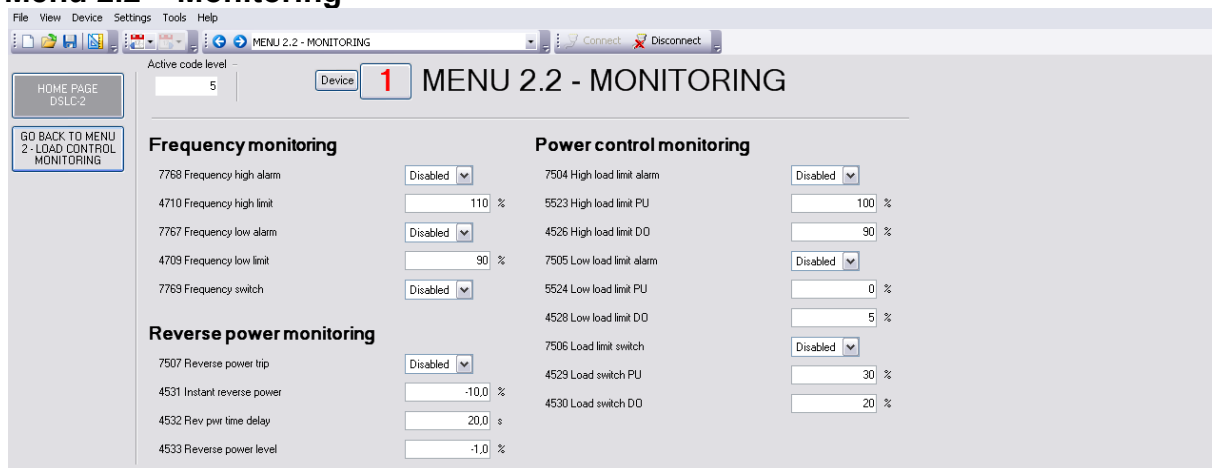 Menu 2.2 – Monitoring
File View Device Settings Tools Help
MENU 2.2 - MONITORING
Connect Disconnect
HOME PAGE
DSLC-2
GO BACK TO MENU
2 - LOAD CONTROL
MONITORING
Active code level
5
Device 1 MENU 2.2 - MONITORING
Frequency monitoring
7768 Frequency high alarm Disabled
4710 Frequency high limit 110 %
7767 Frequency low alarm Disabled
4709 Frequency low limit 90 %
7769 Frequency switch Disabled
Reverse power monitoring
7507 Reverse power trip Disabled
4531 Instant reverse power -10,0 %
4532 Rev pwr time delay 20,0 s
4533 Reverse power level -1,0 %
Power control monitoring
7504 High load limit alarm Disabled
5523 High load limit PU 100 %
4526 High load limit DO 90 %
7505 Low load limit alarm Disabled
5524 Low load limit PU 0 %
4528 Low load limit DO 5 %
7506 Load limit switch Disabled
4529 Load switch PU 30 %
4530 Load switch DO 20 %